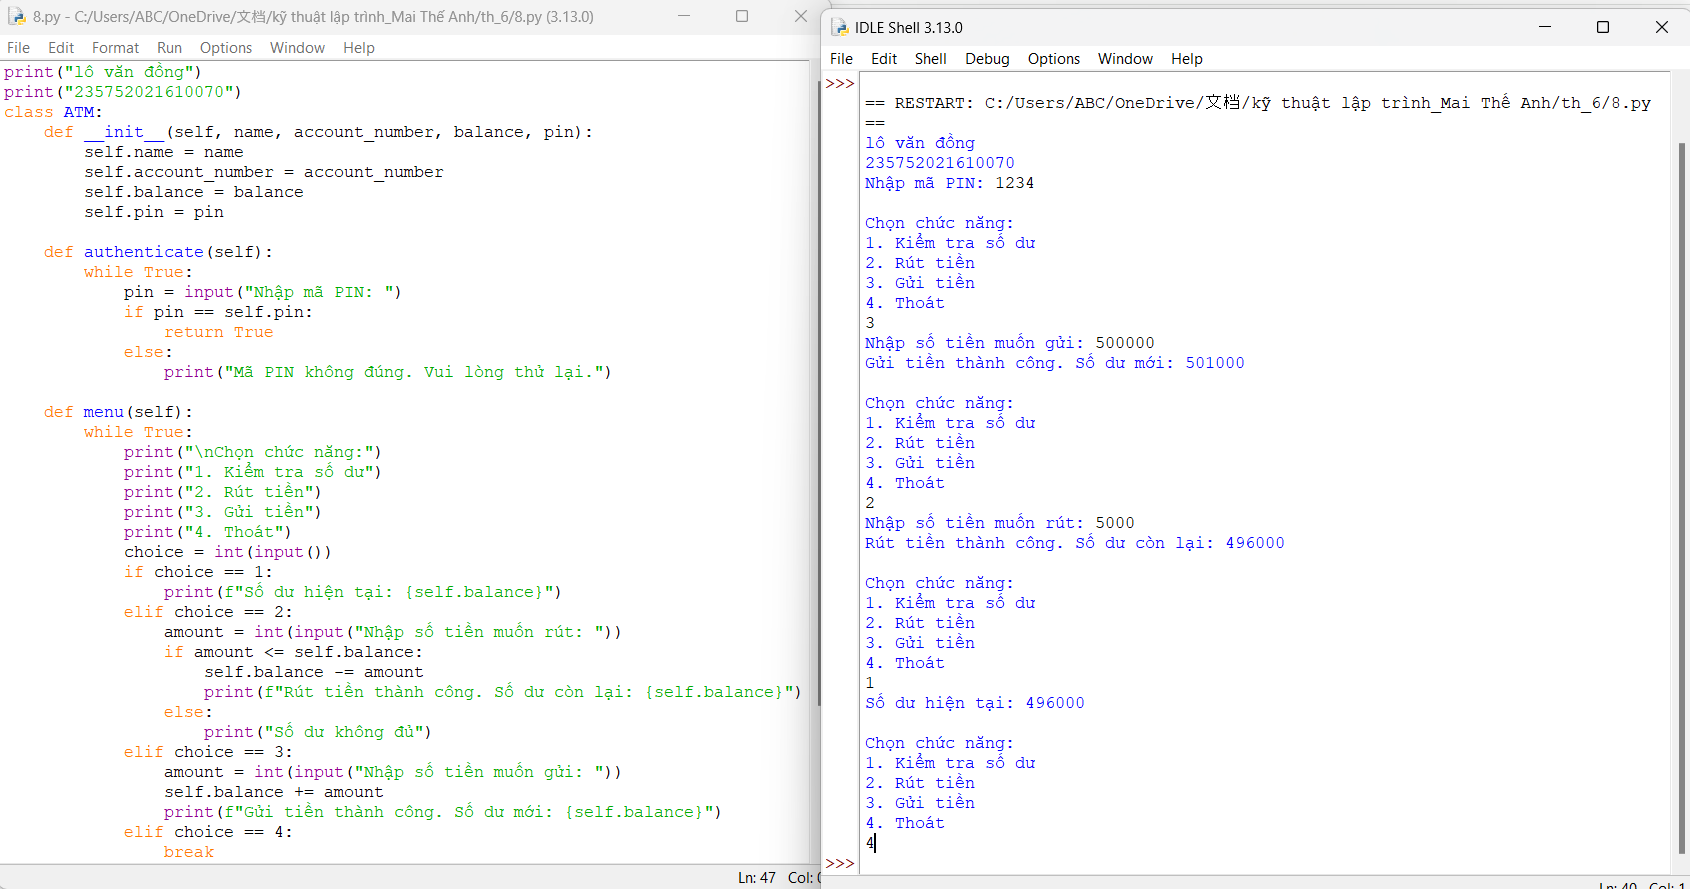 8.py - C:/Users/ABC/OneDrive/文档/kỹ thuật lập trình_Mai Thế Anh/th_6/8.py (3.13.0)
File Edit Format Run Options Window Help
print("lô văn đồng")
print("235752021610070")
class ATM:
    def __init__(self, name, account_number, balance, pin):
        self.name = name
        self.account_number = account_number
        self.balance = balance
        self.pin = pin
    def authenticate(self):
        while True:
            pin = input("Nhập mã PIN: ")
            if pin == self.pin:
                return True
            else:
                print("Mã PIN không đúng. Vui lòng thử lại.")
    def menu(self):
        while True:
            print("\nChọn chức năng:")
            print("1. Kiểm tra số dư")
            print("2. Rút tiền")
            print("3. Gửi tiền")
            print("4. Thoát")
            choice = int(input())
            if choice == 1:
                print(f"Số dư hiện tại: {self.balance}")
            elif choice == 2:
                amount = int(input("Nhập số tiền muốn rút: "))
                if amount <= self.balance:
                    self.balance -= amount
                    print(f"Rút tiền thành công. Số dư còn lại: {self.balance}")
                else:
                    print("Số dư không đủ")
            elif choice == 3:
                amount = int(input("Nhập số tiền muốn gửi: "))
                self.balance += amount
                print(f"Gửi tiền thành công. Số dư mới: {self.balance}")
            elif choice == 4:
                break
Ln: 47 Col:
IDLE Shell 3.13.0
File Edit Shell Debug Options Window Help
>>>
== RESTART: C:/Users/ABC/OneDrive/文档/kỹ thuật lập trình_Mai Thế Anh/th_6/8.py
==
lô văn đồng
235752021610070
Nhập mã PIN: 1234
Chọn chức năng:
1. Kiểm tra số dư
2. Rút tiền
3. Gửi tiền
4. Thoát
3
Nhập số tiền muốn gửi: 500000
Gửi tiền thành công. Số dư mới: 501000
Chọn chức năng:
1. Kiểm tra số dư
2. Rút tiền
3. Gửi tiền
4. Thoát
2
Nhập số tiền muốn rút: 5000
Rút tiền thành công. Số dư còn lại: 496000
Chọn chức năng:
1. Kiểm tra số dư
2. Rút tiền
3. Gửi tiền
4. Thoát
1
Số dư hiện tại: 496000
Chọn chức năng:
1. Kiểm tra số dư
2. Rút tiền
3. Gửi tiền
4. Thoát
4
>>>
Ln: 40 Col: 1